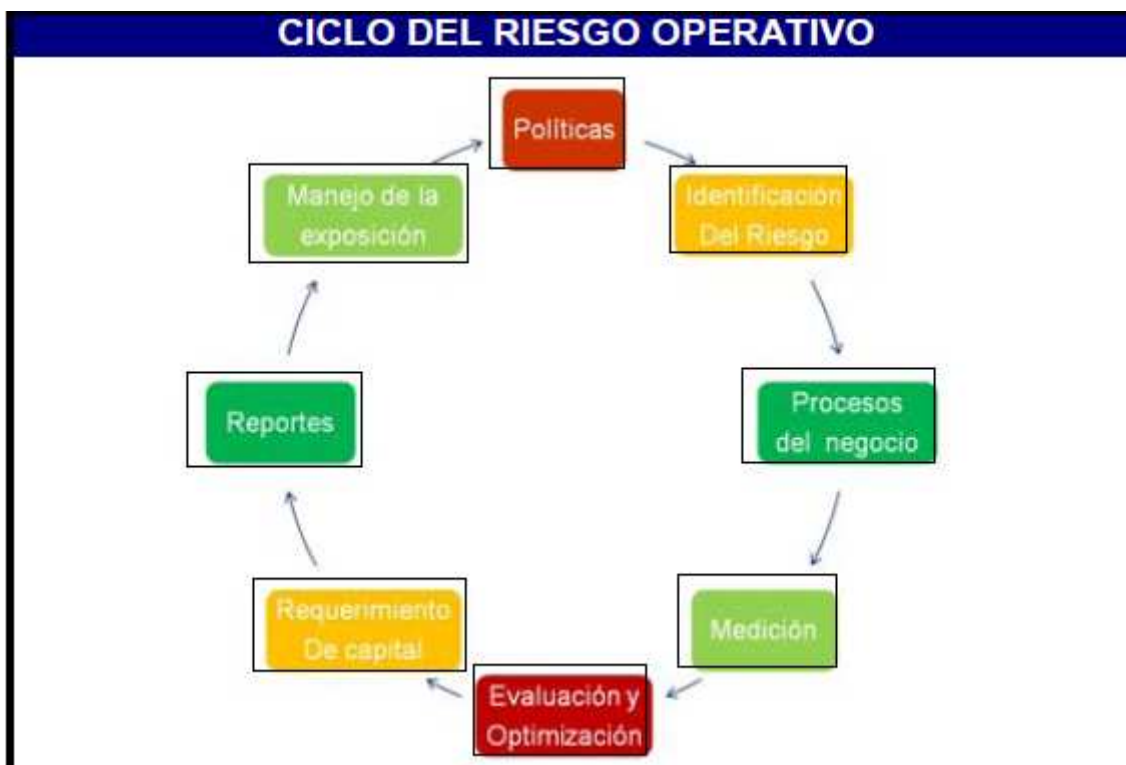 CICLO DEL RIESGO OPERATIVO
Políticas
Identificación
Del Riesgo
Procesos
del negocio
Medición
Evaluación y
Optimización
Requerimiento
De capital
Reportes
Manejo de la
exposición